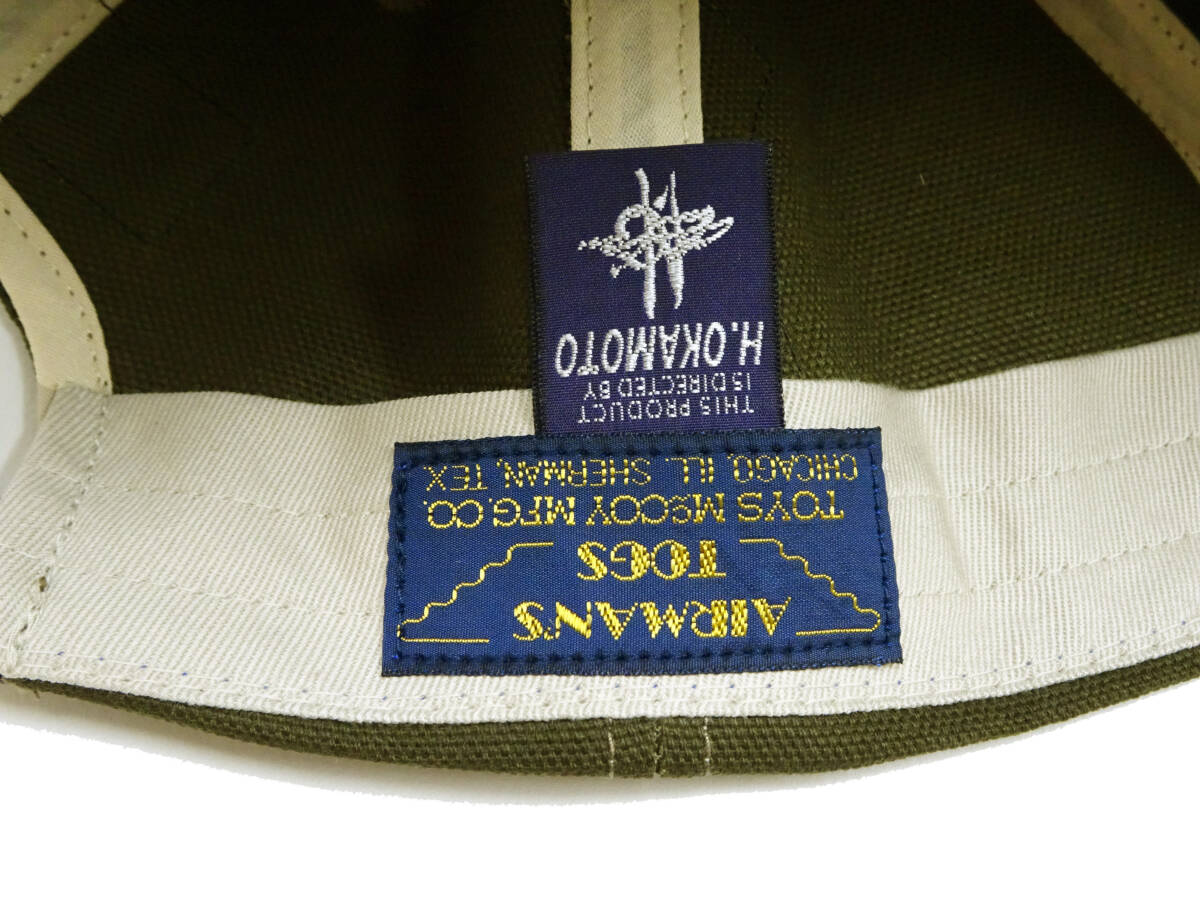 AIRMAN'S
TOGS
TOYS McCOY MFG.CO.
CHICAGO, ILL. SHERMAN, TEX.
THIS PRODUCT
IS DIRECTED BY
H.OKAMOTO